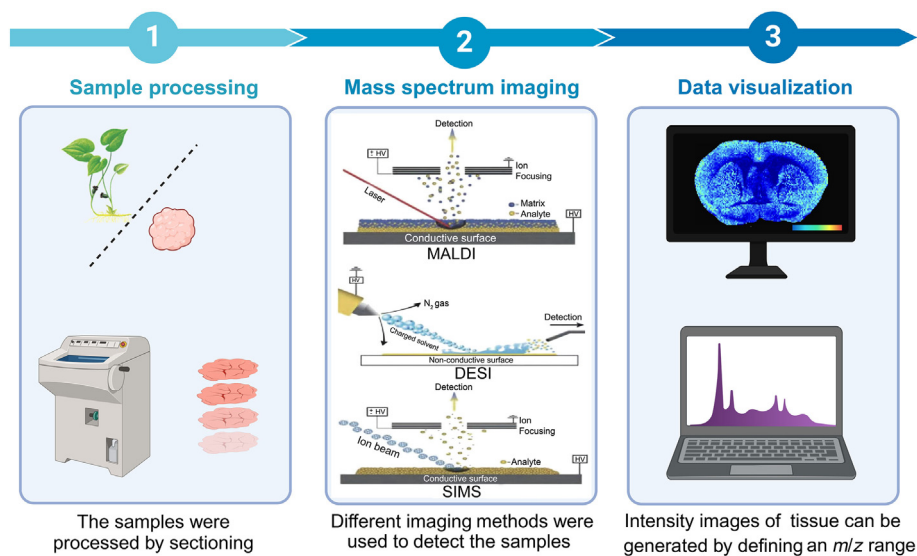 1
2
3
Sample processing
Mass spectrum imaging
Data visualization
Detection
± HV
Ion
Focusing
Laser
Matrix
Analyte
HV
Conductive surface
MALDI
HV
N₂ gas
Charged solvent
Detection
Non-conductive surface
DESI
Detection
± HV
Ion
Focusing
Ion beam
Analyte
HV
Conductive surface
SIMS
The samples were
processed by sectioning
Different imaging methods were
used to detect the samples
Intensity images of tissue can be
generated by defining an m/z range